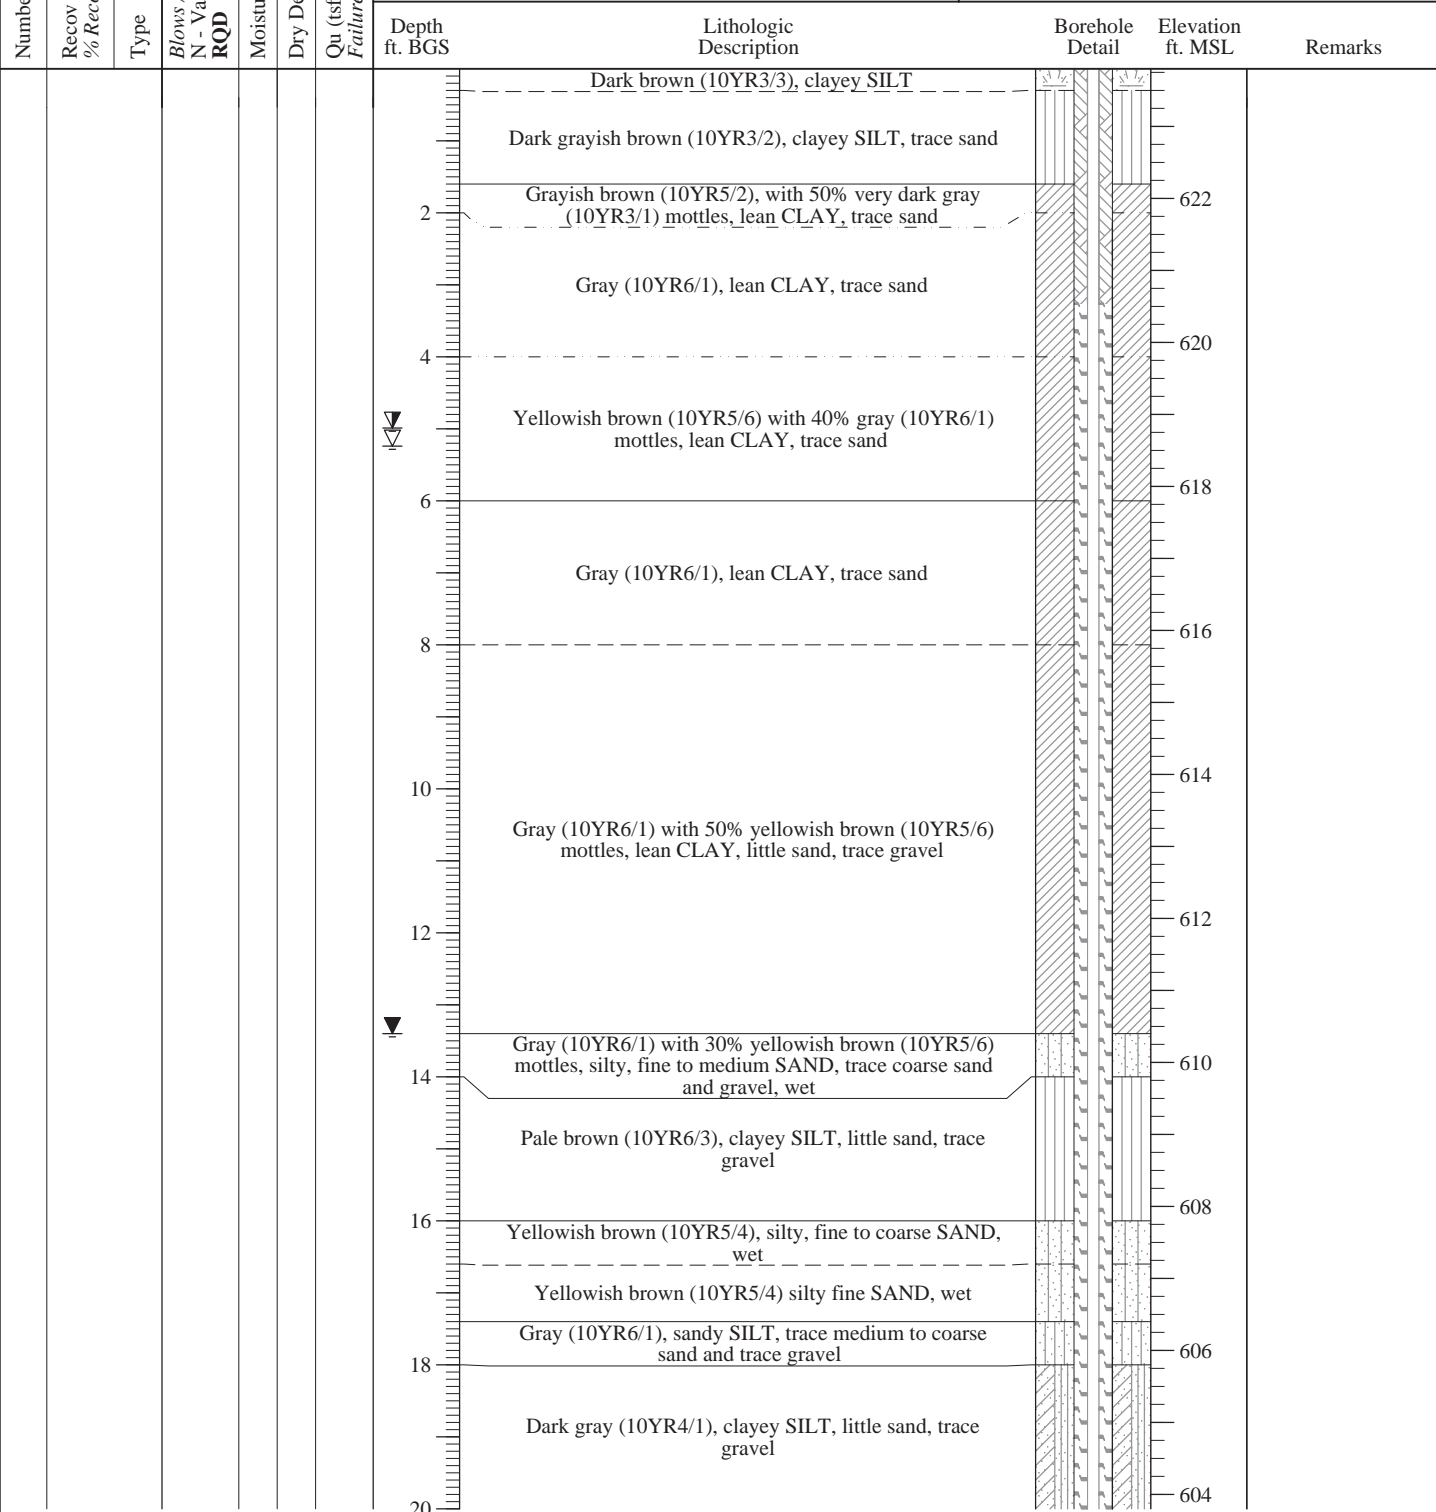 Recov
% Reco
Type
Blows
RQD
Depth
ft. BGS
Lithologic
Description
Borehole
Detail
Elevation
ft. MSL
Remarks
Dark brown (10YR3/3), clayey SILT
Dark grayish brown (10YR3/2), clayey SILT, trace sand
Grayish brown (10YR5/2), with 50% very dark gray
(10YR3/1) mottles, lean CLAY, trace sand
2
622
Gray (10YR6/1), lean CLAY, trace sand
4
620
Yellowish brown (10YR5/6) with 40% gray (10YR6/1)
mottles, lean CLAY, trace sand
6
618
Gray (10YR6/1), lean CLAY, trace sand
8
616
10
614
Gray (10YR6/1) with 50% yellowish brown (10YR5/6)
mottles, lean CLAY, little sand, trace gravel
12
612
Gray (10YR6/1) with 30% yellowish brown (10YR5/6)
mottles, silty, fine to medium SAND, trace coarse sand
and gravel, wet
14
610
Pale brown (10YR6/3), clayey SILT, little sand, trace
gravel
16
608
Yellowish brown (10YR5/4), silty, fine to coarse SAND,
wet
Yellowish brown (10YR5/4) silty fine SAND, wet
Gray (10YR6/1), sandy SILT, trace medium to coarse
sand and trace gravel
18
606
Dark gray (10YR4/1), clayey SILT, little sand, trace
gravel
20
604